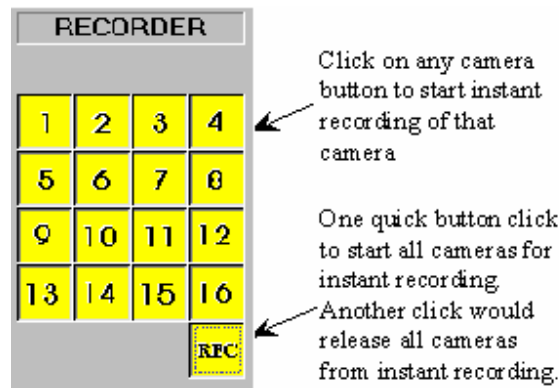 RECORDER
Click on any camera
button to start instant
recording of that
camera
1 2 3 4
5 6 7 8
9 10 11 12
13 14 15 16
REC
One quick button click
to start all cameras for
instant recording.
Another click would
release all cameras
from instant recording.